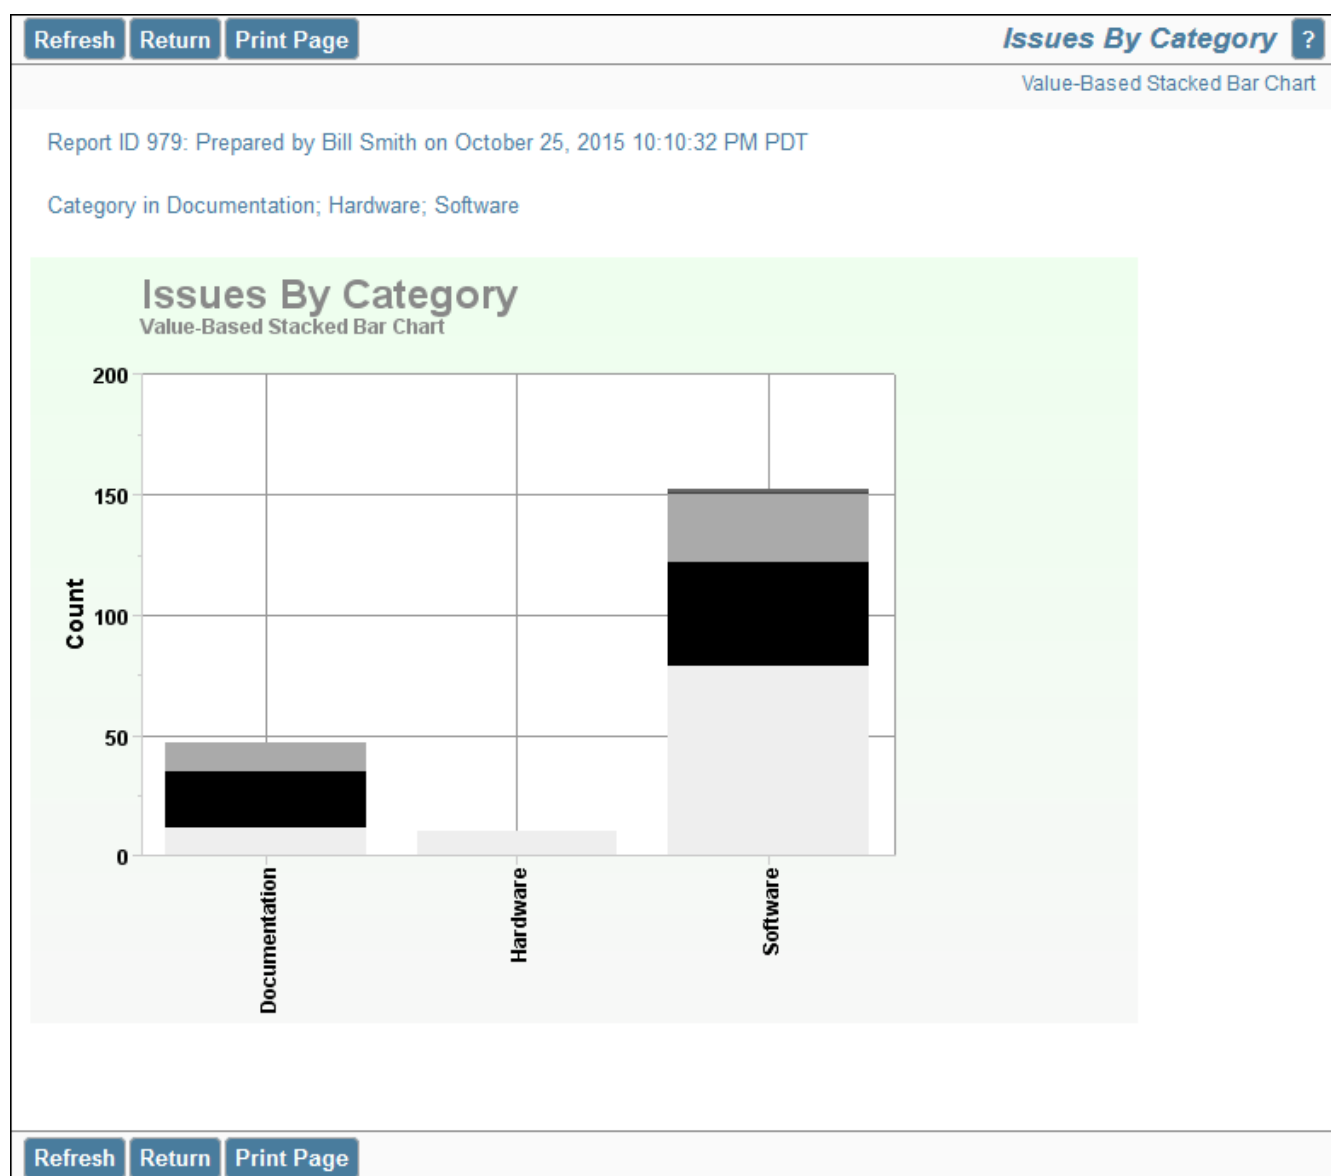 Refresh Return Print Page Issues By Category ?
Value-Based Stacked Bar Chart
Report ID 979: Prepared by Bill Smith on October 25, 2015 10:10:32 PM PDT
Category in Documentation; Hardware; Software
Issues By Category
Value-Based Stacked Bar Chart
200
150
100
50
0
Count
Documentation
Hardware
Software
Refresh Return Print Page